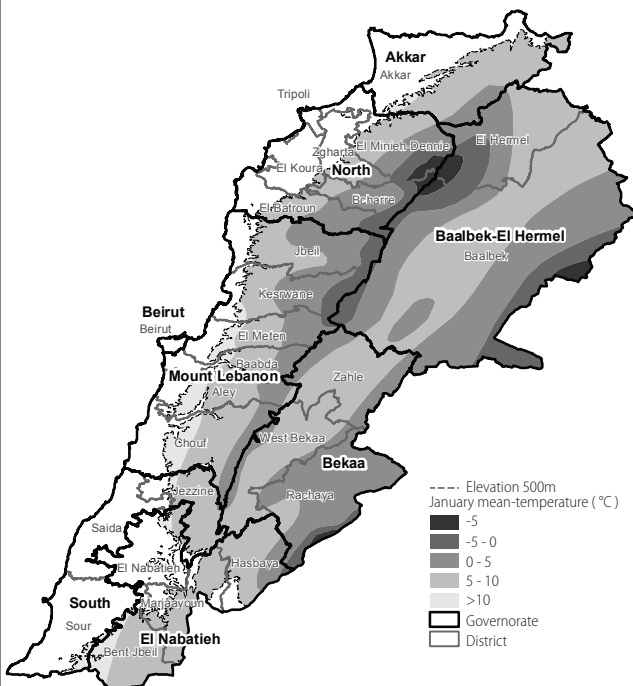 Akkar
Akkar
Tripoli
El Hermel
El Minieh-Dennie
Zgharta
El Koura
North
Bcharre
El Batroun
Baalbek-El Hermel
Baalbek
Jbeil
Kesrwane
Beirut
Beirut
El Meten
Baabda
Mount Lebanon
Aley
Zahle
Chouf
West Bekaa
Bekaa
Jezzine
Rachaya
Saida
Hasbaya
El Nabatieh
South
Marjaayoun
Sour
El Nabatieh
Bent Jbeil
Elevation 500m
January mean-temperature ( °C )
-5
-5 - 0
0 - 5
5 - 10
>10
Governorate
District